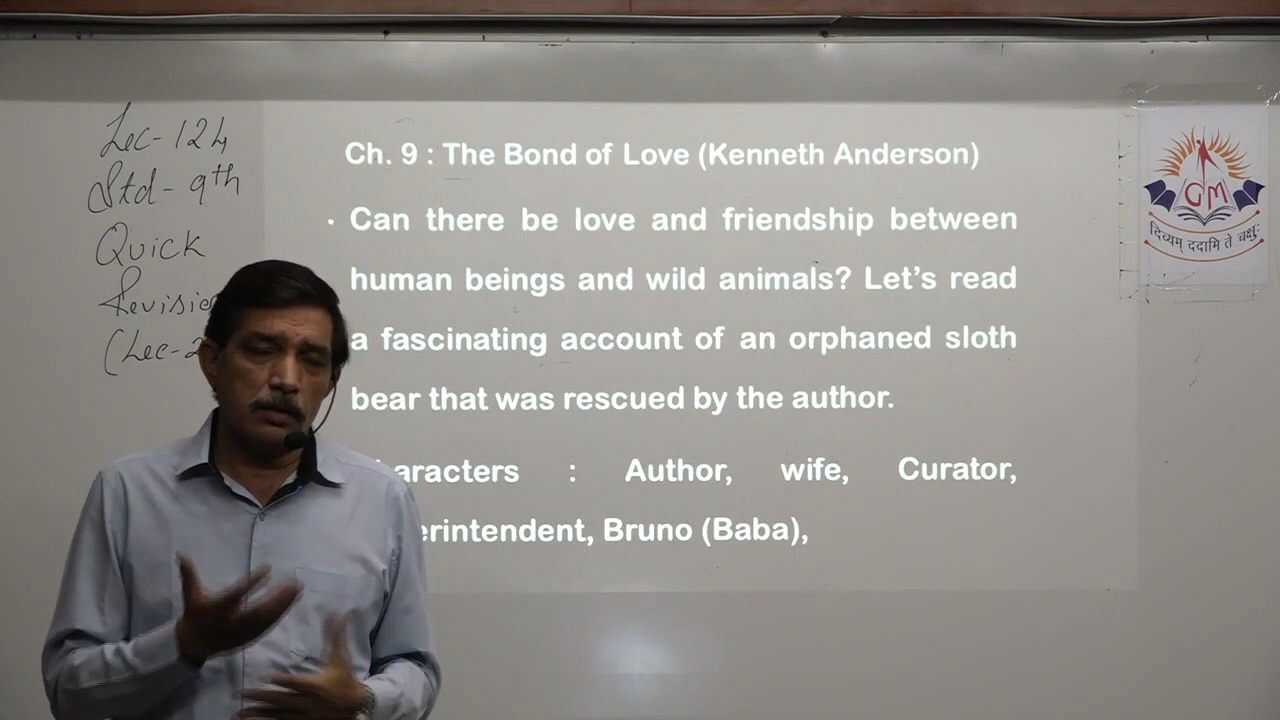 Lec-124
Std-9th
Quick
Revision
(Lec-2
Ch. 9 : The Bond of Love (Kenneth Anderson)
• Can there be love and friendship between
human beings and wild animals? Let's read
a fascinating account of an orphaned sloth
bear that was rescued by the author.
aracters : Author, wife, Curator,
erintendent, Bruno (Baba),
GM
दिव्यम् ददामि ते चक्षुः